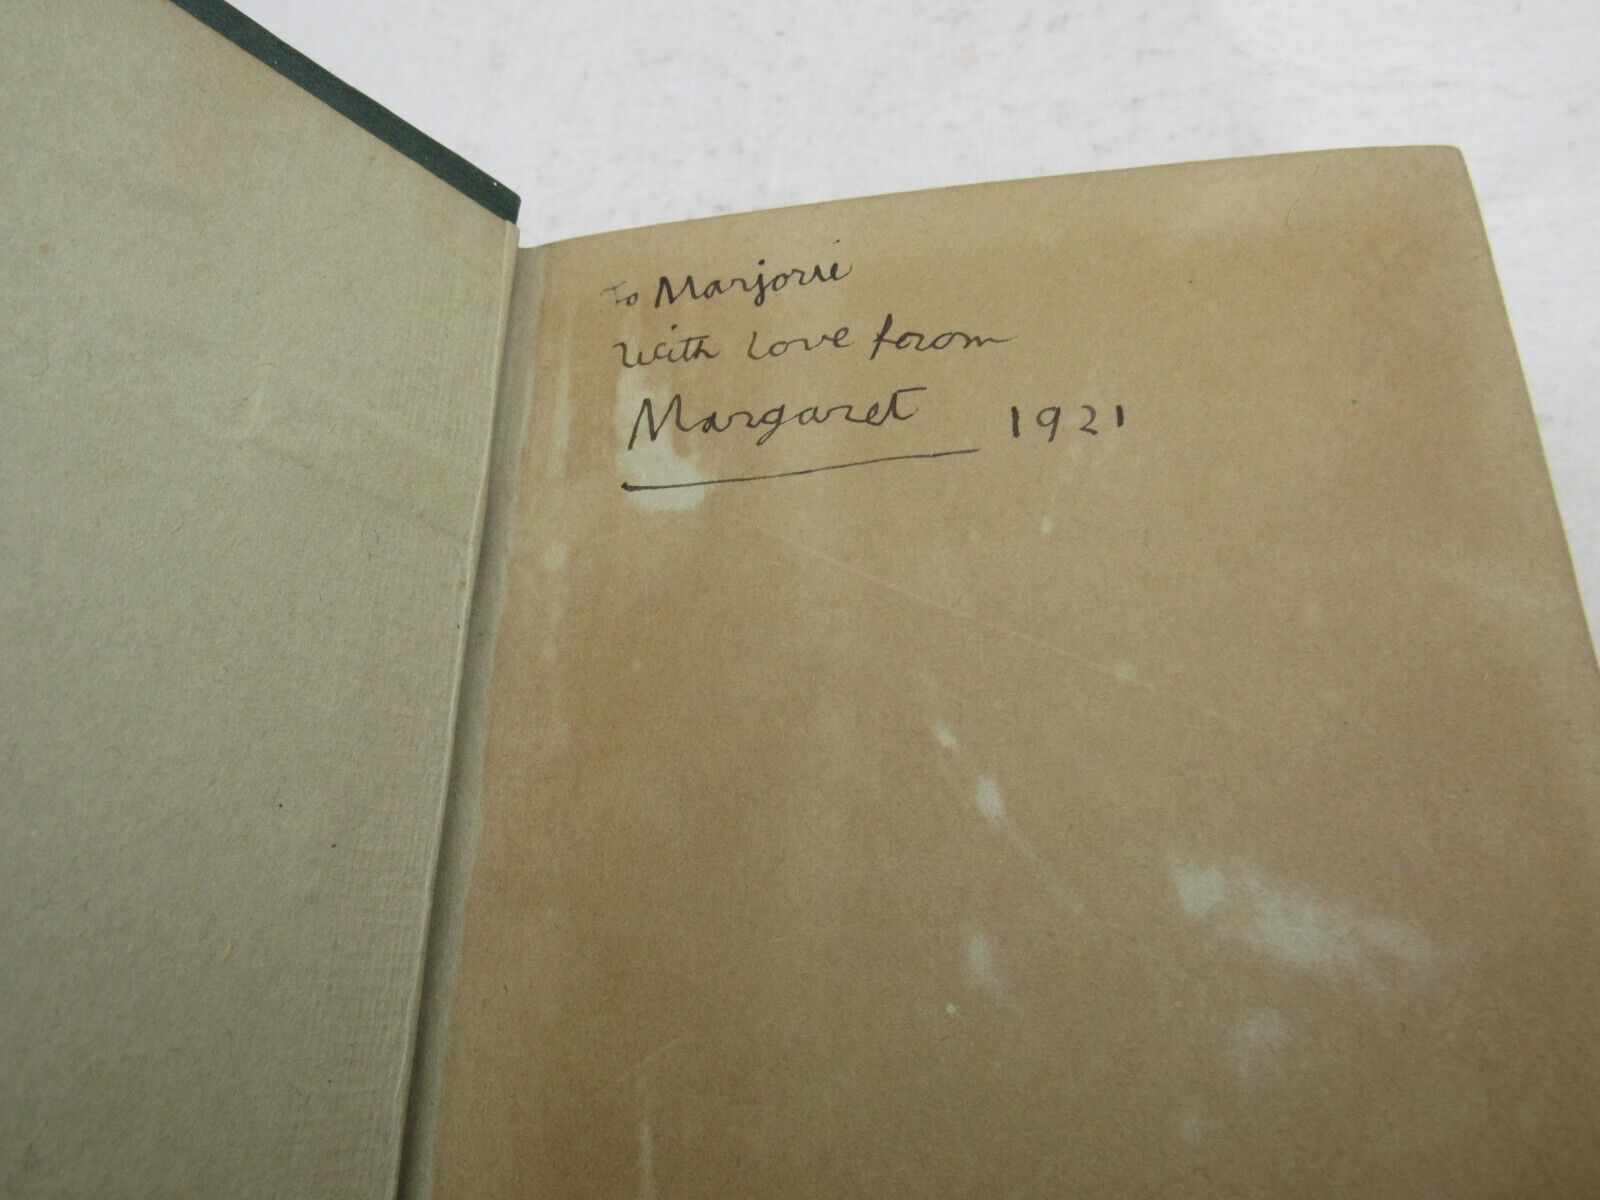 To Marjorie
With Love from
Margaret 1921